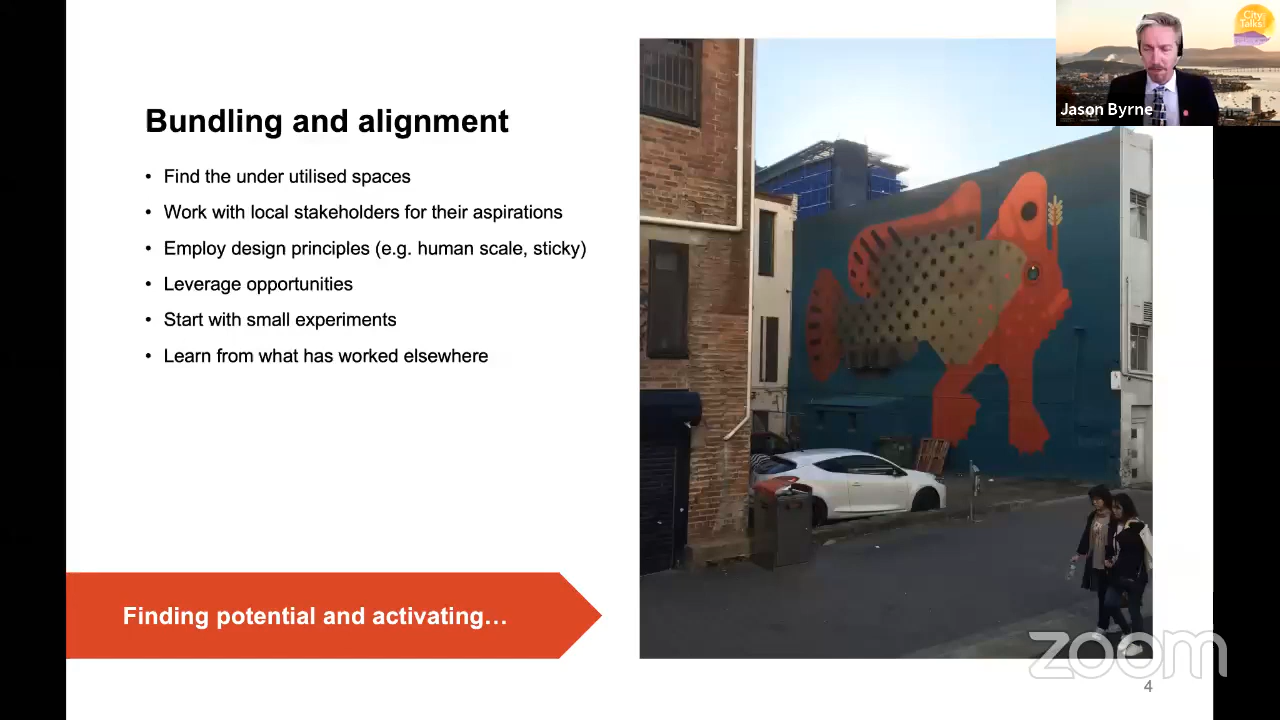 City
Talks
Jason Byrne
Bundling and alignment
• Find the under utilised spaces
• Work with local stakeholders for their aspirations
• Employ design principles (e.g. human scale, sticky)
• Leverage opportunities
• Start with small experiments
• Learn from what has worked elsewhere
Finding potential and activating…
zoom
4